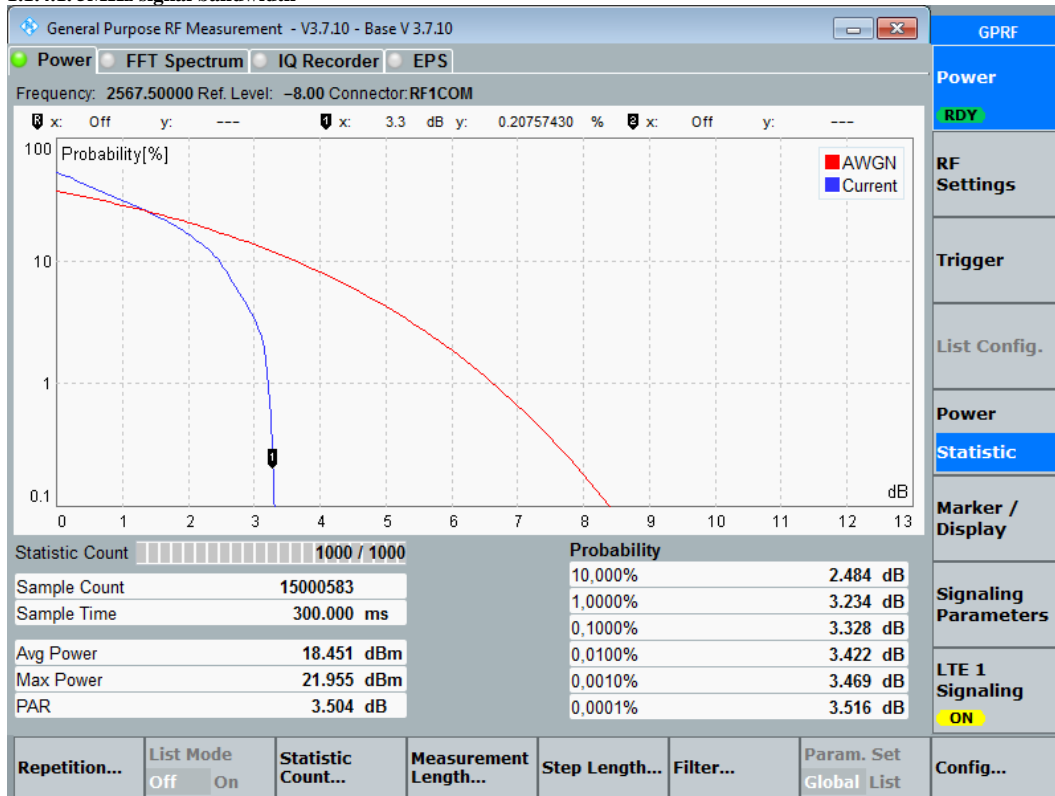 General Purpose RF Measurement - V3.7.10 - Base V 3.7.10
GPRF
Power FFT Spectrum IQ Recorder EPS
Frequency: 2567.50000 Ref. Level: -8.00 Connector:RF1COM
R x: Off y: --- 1 x: 3.3 dB y: 0.20757430 % 2 x: Off y: ---
100 Probability[%]
AWGN
Current
10
1
1
0.1
dB
0 1 2 3 4 5 6 7 8 9 10 11 12 13
Statistic Count 1000 / 1000
Sample Count 15000583
Sample Time 300.000 ms
Avg Power 18.451 dBm
Max Power 21.955 dBm
PAR 3.504 dB
Probability
10,000% 2.484 dB
1,0000% 3.234 dB
0,1000% 3.328 dB
0,0100% 3.422 dB
0,0010% 3.469 dB
0,0001% 3.516 dB
Power
RDY
RF
Settings
Trigger
List Config.
Power
Statistic
Marker /
Display
Signaling
Parameters
LTE 1
Signaling
ON
Repetition...
List Mode
Off On
Statistic
Count...
Measurement
Length...
Step Length...
Filter...
Param. Set
Global List
Config...